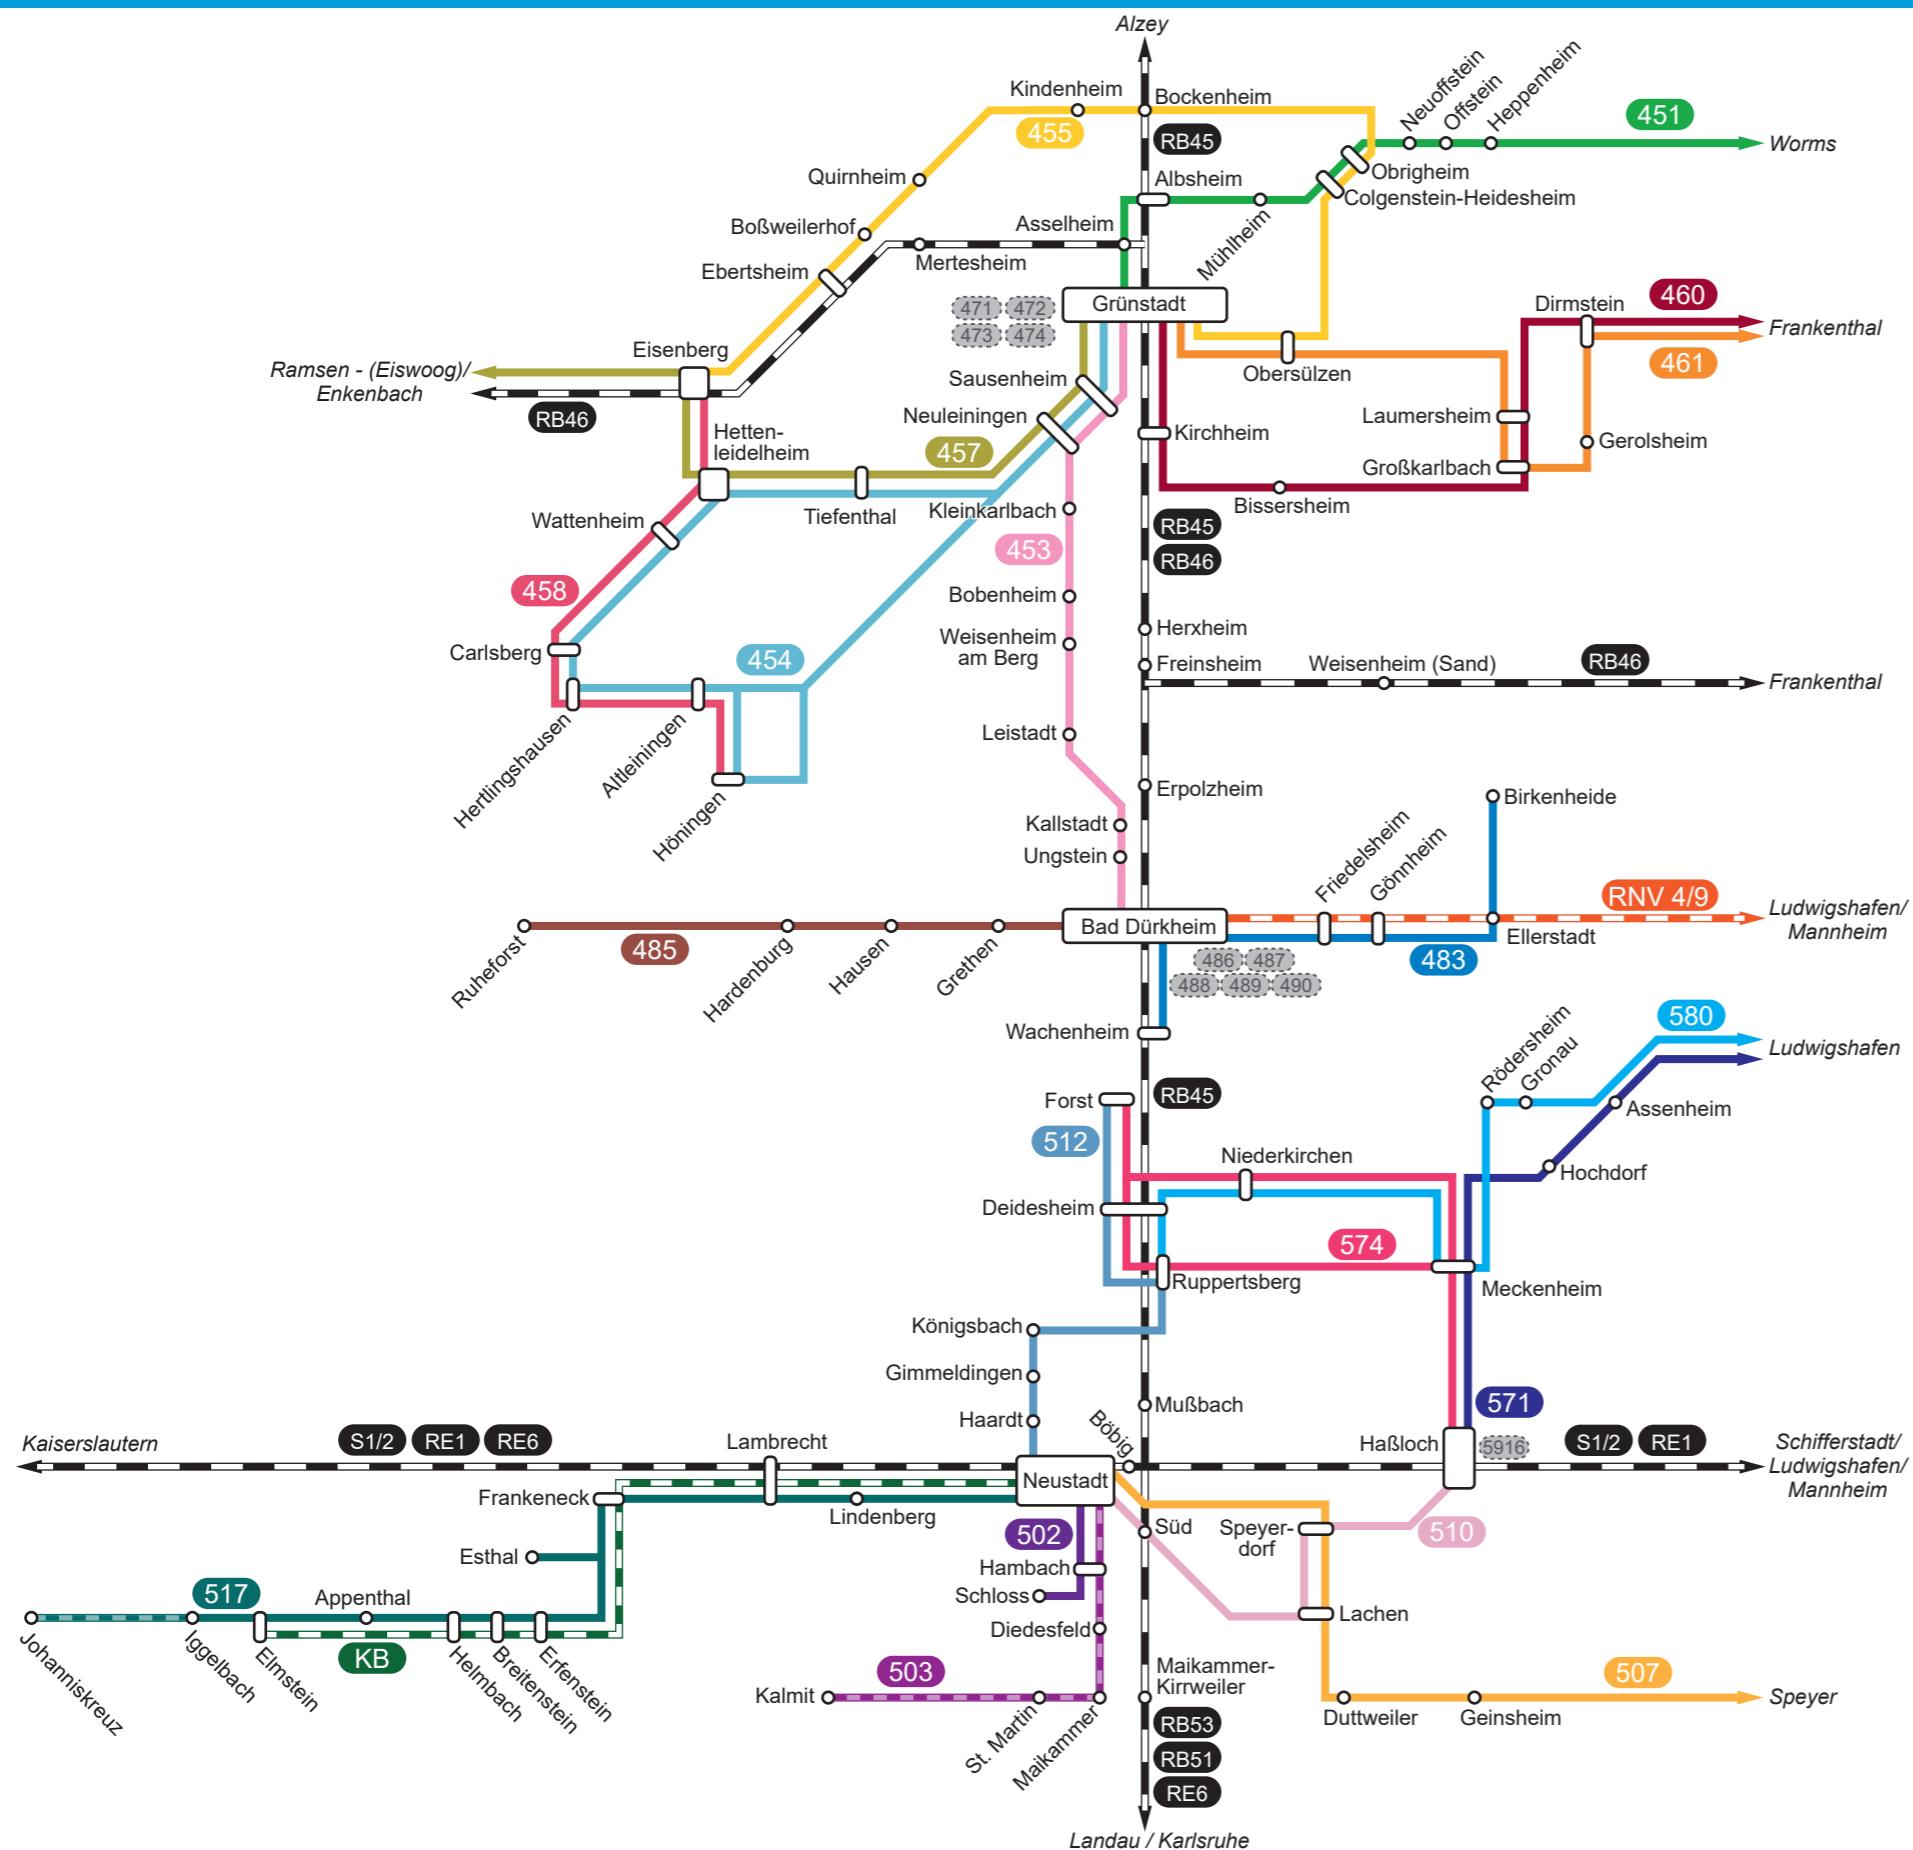 Alzey
Kindenheim
Bockenheim
455
RB45
Neuoffstein
Offstein
Heppenheim
451
Worms
Quirnheim
Albsheim
Obrigheim
Colgenstein-Heidesheim
Boßweilerhof
Asselheim
Mühlheim
Ebertsheim
Mertesheim
471
472
473
474
Grünstadt
Dirmstein
460
Frankenthal
461
Eisenberg
Ramsen - (Eiswoog)/
Enkenbach
RB46
Sausenheim
Obersülzen
Neuleiningen
Laumersheim
Hetten-
leidelheim
457
Kirchheim
Gerolsheim
Großkarlbach
Tiefenthal
Kleinkarlbach
Bissersheim
Wattenheim
RB45
453
RB46
458
Bobenheim
Herxheim
Carlsberg
454
Weisenheim
am Berg
Freinsheim
Weisenheim (Sand)
RB46
Frankenthal
Hertlingshausen
Altleiningen
Höningen
Leistadt
Erpolzheim
Birkenheide
Kallstadt
Ungstein
Friedelsheim
Gönnheim
RNV 4/9
Ludwigshafen/
Mannheim
Bad Dürkheim
Ellerstadt
485
483
Ruheforst
Hardenburg
Hausen
Grethen
486
487
488
489
490
Wachenheim
580
Ludwigshafen
Rödersheim
Gronau
Forst
RB45
Assenheim
512
Niederkirchen
Hochdorf
Deidesheim
574
Ruppertsberg
Meckenheim
Königsbach
Gimmeldingen
571
Haardt
Mußbach
Böbig
Kaiserslautern
S1/2
RE1
RE6
Lambrecht
Haßloch
5916
S1/2
RE1
Schifferstadt/
Ludwigshafen/
Mannheim
Neustadt
Frankeneck
Lindenberg
502
Süd
Speyer-
dorf
510
Esthal
Hambach
517
Appenthal
Schloss
Lachen
Diedesfeld
Johanniskreuz
Iggelbach
Elmstein
KB
Helmbach
Breitenstein
Erfenstein
503
Maikammer-
Kirrweiler
507
Kalmit
St. Martin
Maikammer
Duttweiler
Geinsheim
Speyer
RB53
RB51
RE6
Landau / Karlsruhe